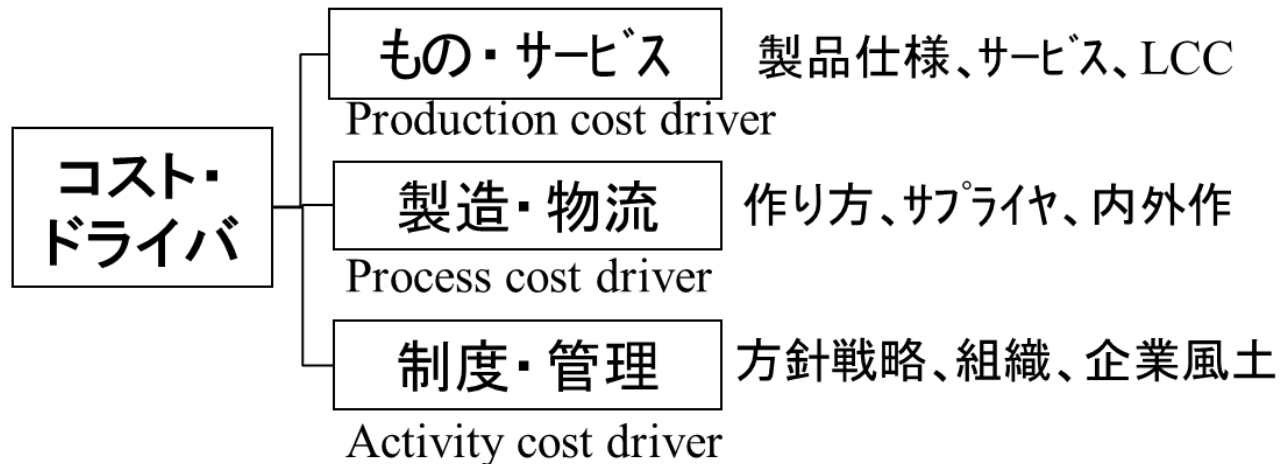 コスト・
ドライバ
もの・サービス
製品仕様、サービス、LCC
Production cost driver
製造・物流
作り方、サプライヤ、内外作
Process cost driver
制度・管理
方針戦略、組織、企業風土
Activity cost driver